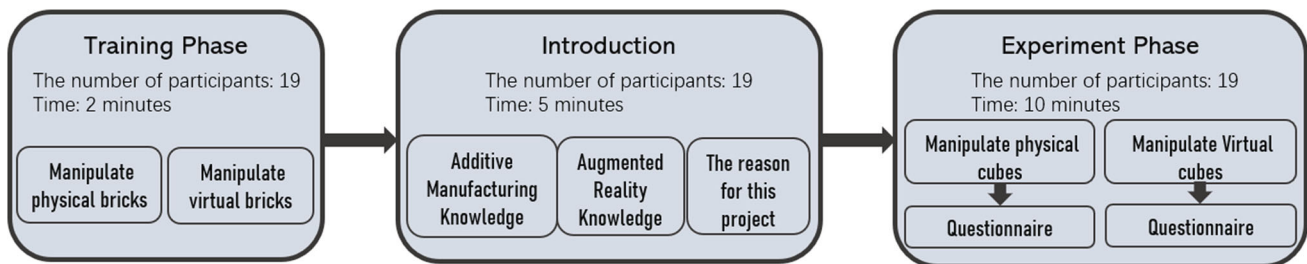 Training Phase
The number of participants: 19
Time: 2 minutes
Manipulate
physical bricks
Manipulate
virtual bricks
Introduction
The number of participants: 19
Time: 5 minutes
Additive
Manufacturing
Knowledge
Augmented
Reality
Knowledge
The reason
for this
project
Experiment Phase
The number of participants: 19
Time: 10 minutes
Manipulate physical
cubes
Questionnaire
Manipulate Virtual
cubes
Questionnaire